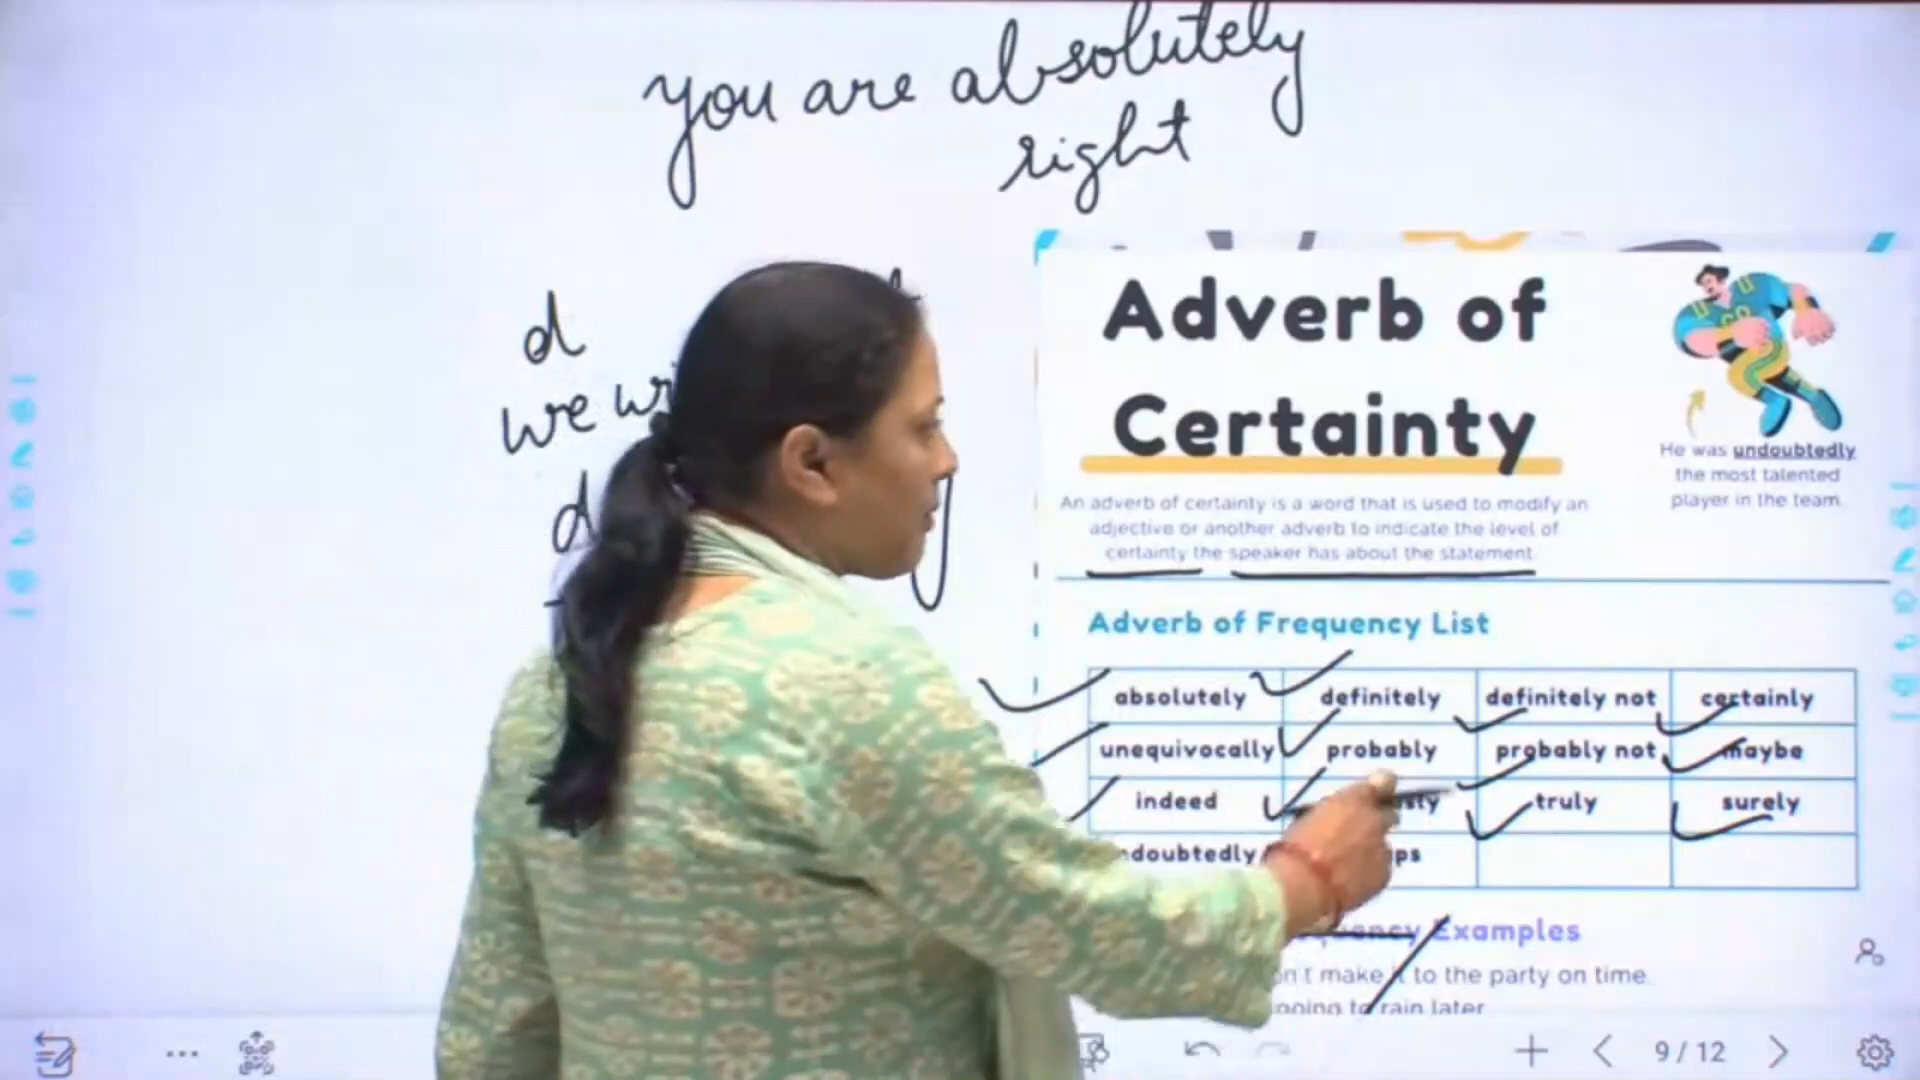 you are absolutely
right
d
we
d
Adverb of
Certainty
He was undoubtedly
the most talented
player in the team.
An adverb of certainty is a word that is used to modify an
adjective or another adverb to indicate the level of
certainty the speaker has about the statement.
Adverb of Frequency List
absolutely definitely definitely not certainly
unequivocally probably probably not maybe
indeed truly surely
Examples
make it to the party on time.
to rain later
9/12